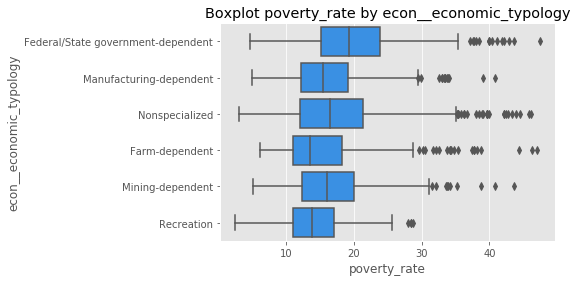 Boxplot poverty_rate by econ__economic_typology
econ__economic_typology
Federal/State government-dependent
Manufacturing-dependent
Nonspecialized
Farm-dependent
Mining-dependent
Recreation
10 20 30 40
poverty_rate